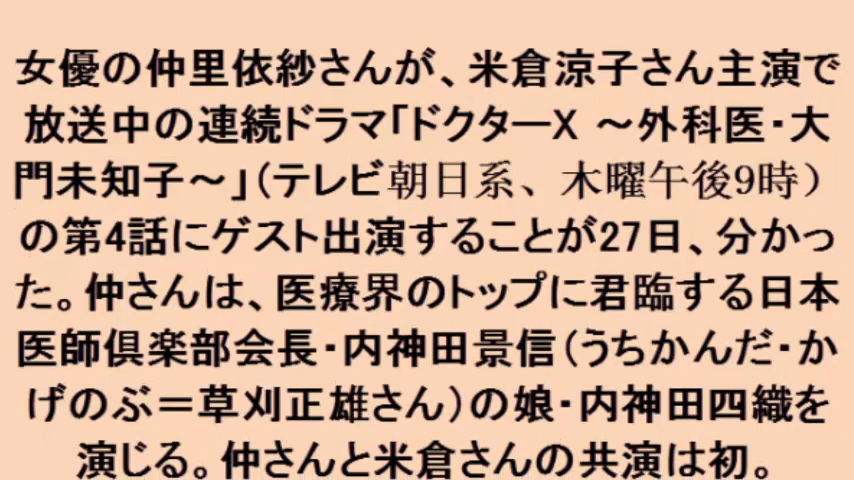 女優の仲里依紗さんが、米倉涼子さん主演で
放送中の連続ドラマ「ドクターX ～外科医・大
門未知子～」（テレビ朝日系、木曜午後9時）
の第4話にゲスト出演することが27日、分かっ
た。仲さんは、医療界のトップに君臨する日本
医師倶楽部会長・内神田景信（うちかんだ・か
げのぶ＝草刈正雄さん）の娘・内神田四織を
演じる。仲さんと米倉さんの共演は初。